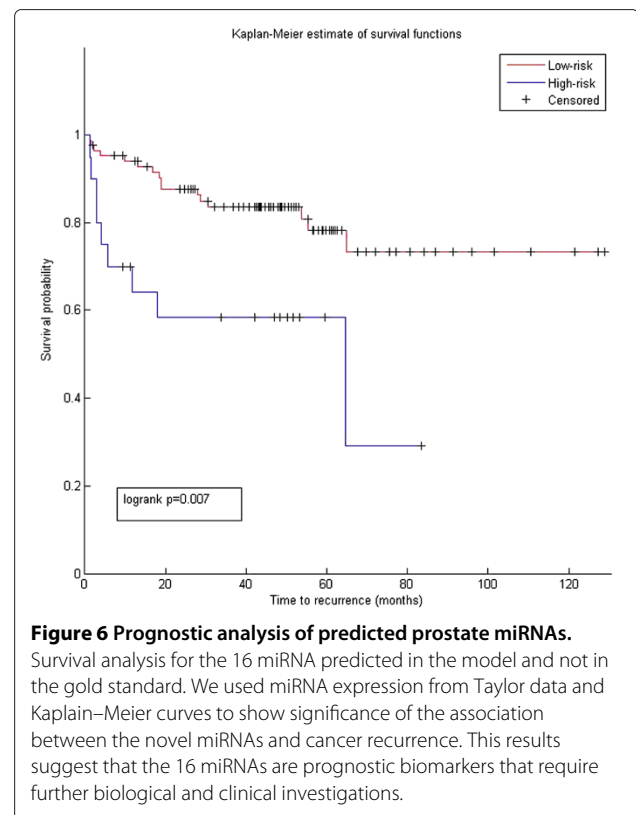 Kaplan-Meier estimate of survival functions
Low-risk
High-risk
Censored
1
0.8
0.6
0.4
0.2
0
Survival probability
logrank p=0.007
0 20 40 60 80 100 120
Time to recurrence (months)
Figure 6 Prognostic analysis of predicted prostate miRNAs.
Survival analysis for the 16 miRNA predicted in the model and not in
the gold standard. We used miRNA expression from Taylor data and
Kaplain–Meier curves to show significance of the association
between the novel miRNAs and cancer recurrence. This results
suggest that the 16 miRNAs are prognostic biomarkers that require
further biological and clinical investigations.